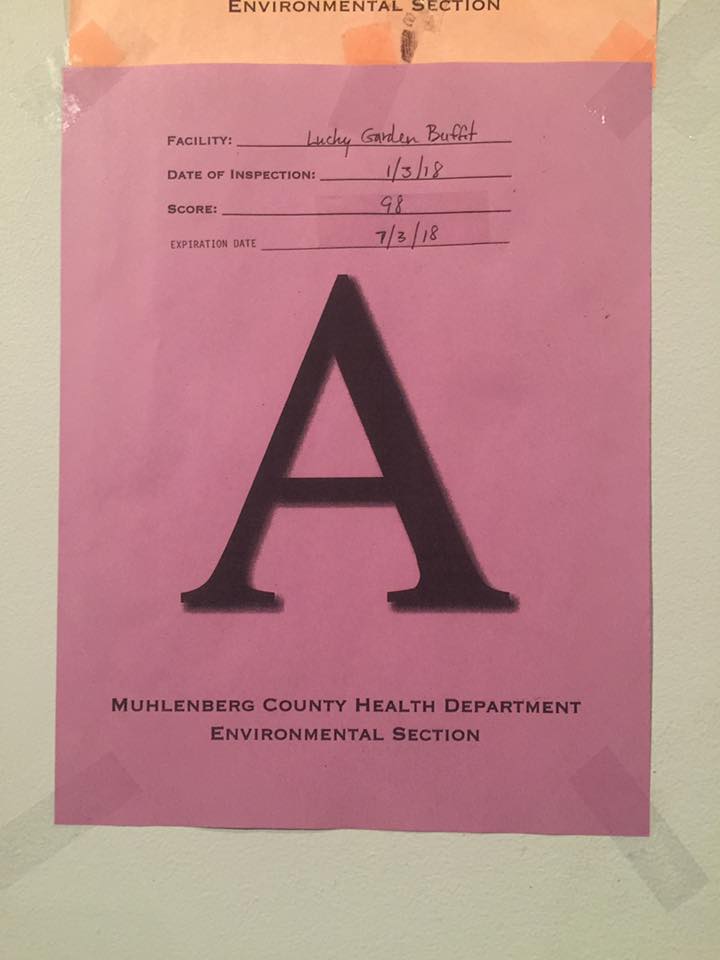 ENVIRONMENTAL SECTION
FACILITY: Lucky Garden Buffit
DATE OF INSPECTION: 1/3/18
SCORE: 98
EXPIRATION DATE 7/3/18
A
MUHLENBERG COUNTY HEALTH DEPARTMENT
ENVIRONMENTAL SECTION